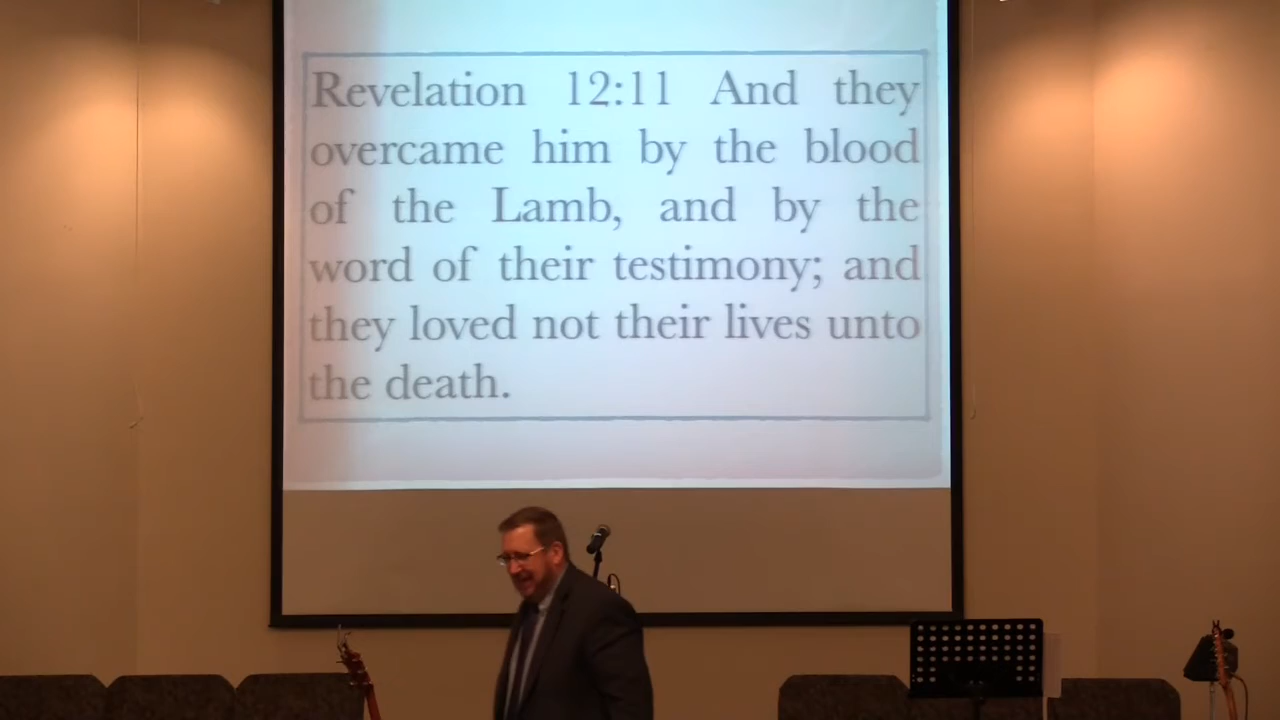 Revelation 12:11 And they
overcame him by the blood
of the Lamb, and by the
word of their testimony; and
they loved not their lives unto
the death.